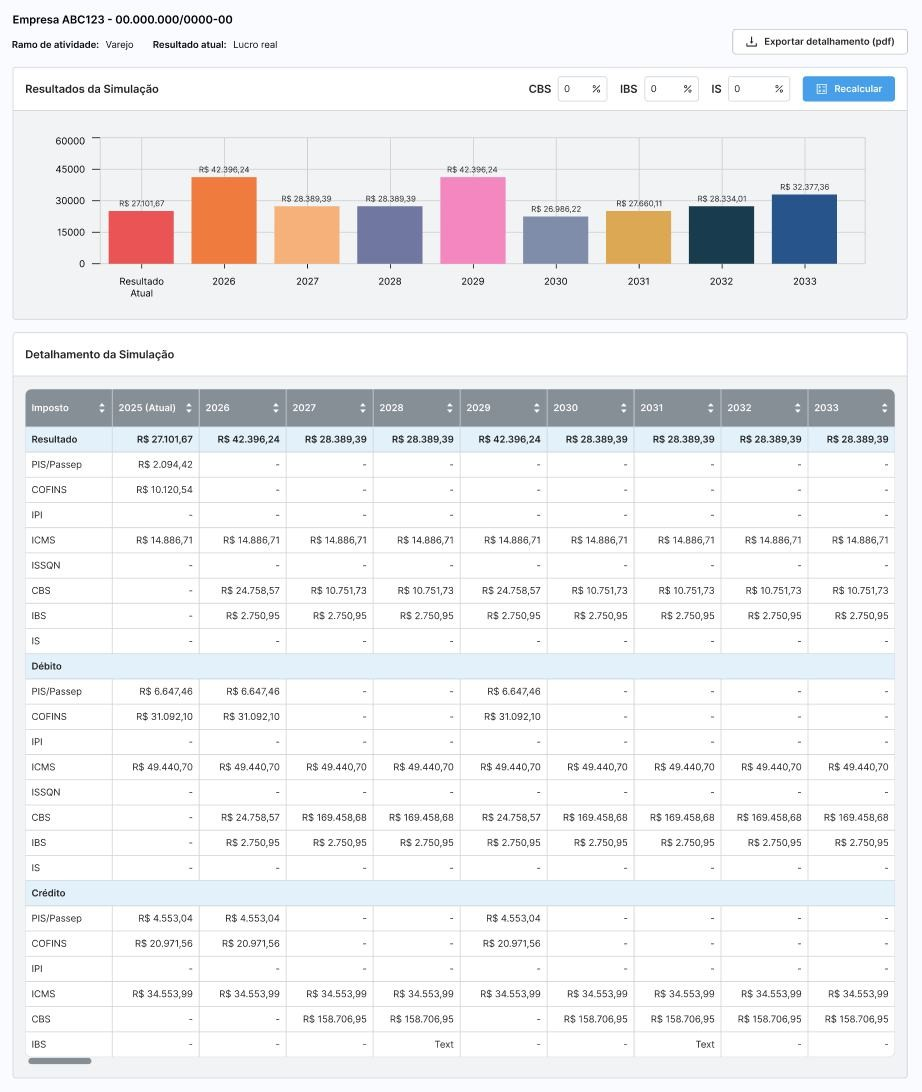 Empresa ABC123 - 00.000.000/0000-00
Ramo de atividade: Varejo Resultado atual: Lucro real
Exportar detalhamento (pdf)
Resultados da Simulação CBS 0 % IBS 0 % IS 0 % Recalcular
60000
45000
30000
15000
0
R$ 27.101,67 R$ 42.396,24 R$ 28.389,39 R$ 28.389,39 R$ 42.396,24 R$ 26.986,22 R$ 27.660,11 R$ 28.334,01 R$ 32.377,36
Resultado Atual 2026 2027 2028 2029 2030 2031 2032 2033
Detalhamento da Simulação
Imposto 2025 (Atual) 2026 2027 2028 2029 2030 2031 2032 2033
Resultado R$ 27.101,67 R$ 42.396,24 R$ 28.389,39 R$ 28.389,39 R$ 42.396,24 R$ 28.389,39 R$ 28.389,39 R$ 28.389,39 R$ 28.389,39
PIS/Passep R$ 2.094,42 - - - - - - - -
COFINS R$ 10.120,54 - - - - - - - -
IPI - - - - - - - - -
ICMS R$ 14.886,71 R$ 14.886,71 R$ 14.886,71 R$ 14.886,71 R$ 14.886,71 R$ 14.886,71 R$ 14.886,71 R$ 14.886,71 R$ 14.886,71
ISSQN - - - - - - - - -
CBS - R$ 24.758,57 R$ 10.751,73 R$ 10.751,73 R$ 24.758,57 R$ 10.751,73 R$ 10.751,73 R$ 10.751,73 R$ 10.751,73
IBS - R$ 2.750,95 R$ 2.750,95 R$ 2.750,95 R$ 2.750,95 R$ 2.750,95 R$ 2.750,95 R$ 2.750,95 R$ 2.750,95
IS - - - - - - - - -
Débito
PIS/Passep R$ 6.647,46 R$ 6.647,46 - - R$ 6.647,46 - - - -
COFINS R$ 31.092,10 R$ 31.092,10 - - R$ 31.092,10 - - - -
IPI - - - - - - - - -
ICMS R$ 49.440,70 R$ 49.440,70 R$ 49.440,70 R$ 49.440,70 R$ 49.440,70 R$ 49.440,70 R$ 49.440,70 R$ 49.440,70 R$ 49.440,70
ISSQN - - - - - - - - -
CBS - R$ 24.758,57 R$ 169.458,68 R$ 169.458,68 R$ 24.758,57 R$ 169.458,68 R$ 169.458,68 R$ 169.458,68 R$ 169.458,68
IBS - R$ 2.750,95 R$ 2.750,95 R$ 2.750,95 R$ 2.750,95 R$ 2.750,95 R$ 2.750,95 R$ 2.750,95 R$ 2.750,95
IS - - - - - - - - -
Crédito
PIS/Passep R$ 4.553,04 R$ 4.553,04 - - R$ 4.553,04 - - - -
COFINS R$ 20.971,56 R$ 20.971,56 - - R$ 20.971,56 - - - -
IPI - - - - - - - - -
ICMS R$ 34.553,99 R$ 34.553,99 R$ 34.553,99 R$ 34.553,99 R$ 34.553,99 R$ 34.553,99 R$ 34.553,99 R$ 34.553,99 R$ 34.553,99
CBS - - R$ 158.706,95 R$ 158.706,95 - R$ 158.706,95 R$ 158.706,95 R$ 158.706,95 R$ 158.706,95
IBS - - - Text - - Text - -